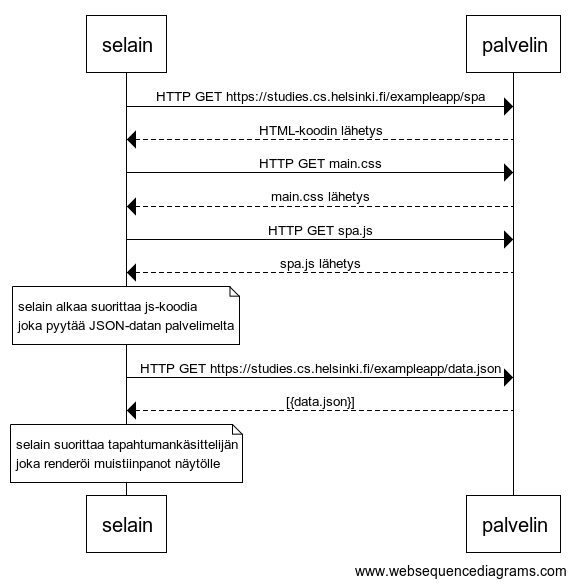 selain
palvelin
HTTP GET https://studies.cs.helsinki.fi/exampleapp/spa
HTML-koodin lähetys
HTTP GET main.css
main.css lähetys
HTTP GET spa.js
spa.js lähetys
selain alkaa suorittaa js-koodia
joka pyytää JSON-datan palvelimelta
HTTP GET https://studies.cs.helsinki.fi/exampleapp/data.json
[{data.json}]
selain suorittaa tapahtumankäsittelijän
joka renderöi muistiinpanot näytölle
selain
palvelin
www.websequencediagrams.com